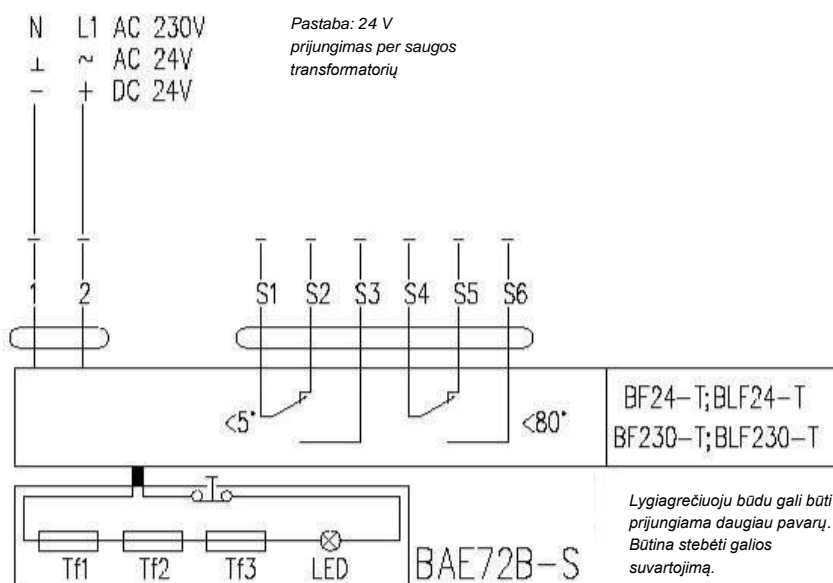 N L1 AC 230V
⊥ ~ AC 24V
- + DC 24V
Pastaba: 24 V
prijungimas per saugos
transformatorių
1 2 S1 S2 S3 S4 S5 S6
<5° <80°
BF24-T;BLF24-T
BF230-T;BLF230-T
Tf1 Tf2 Tf3 LED
BAE72B-S
Lygiagrečiuoju būdu gali būti
prijungiama daugiau pavarų.
Būtina stebėti galios
suvartojimą.